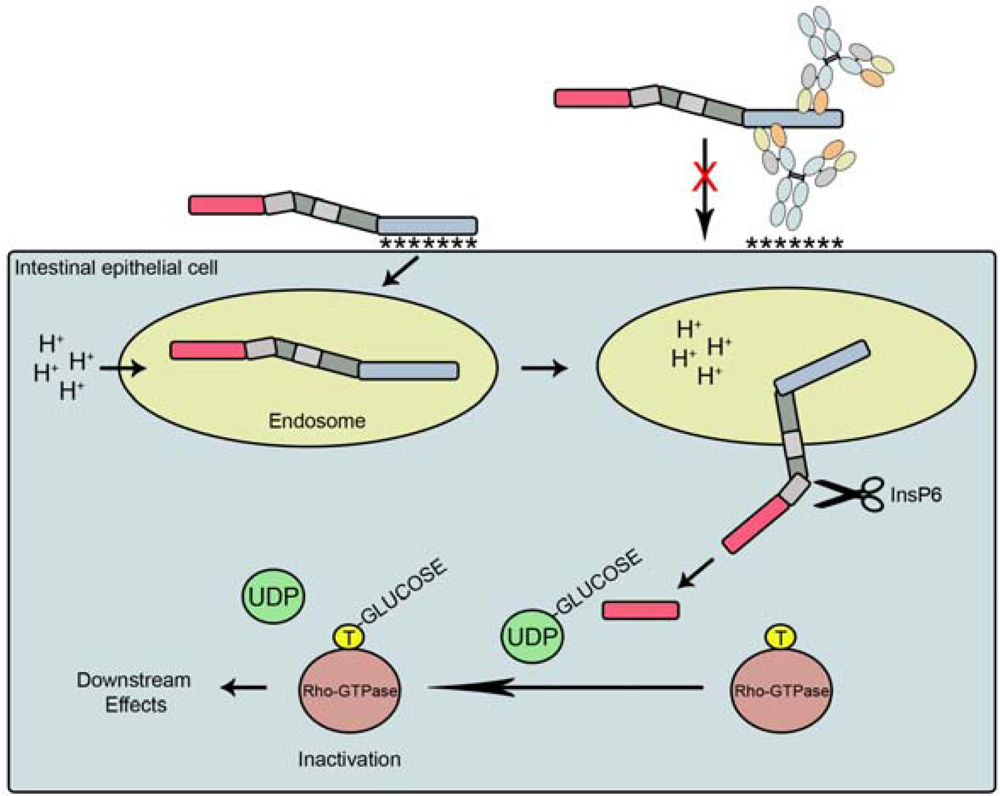 *******
*******
Intestinal epithelial cell
H⁺
H⁺
H⁺
H⁺
Endosome
H⁺
H⁺
H⁺
H⁺
InsP6
UDP
T
-GLUCOSE
Rho-GTPase
Inactivation
UDP
-GLUCOSE
T
Rho-GTPase
Downstream
Effects